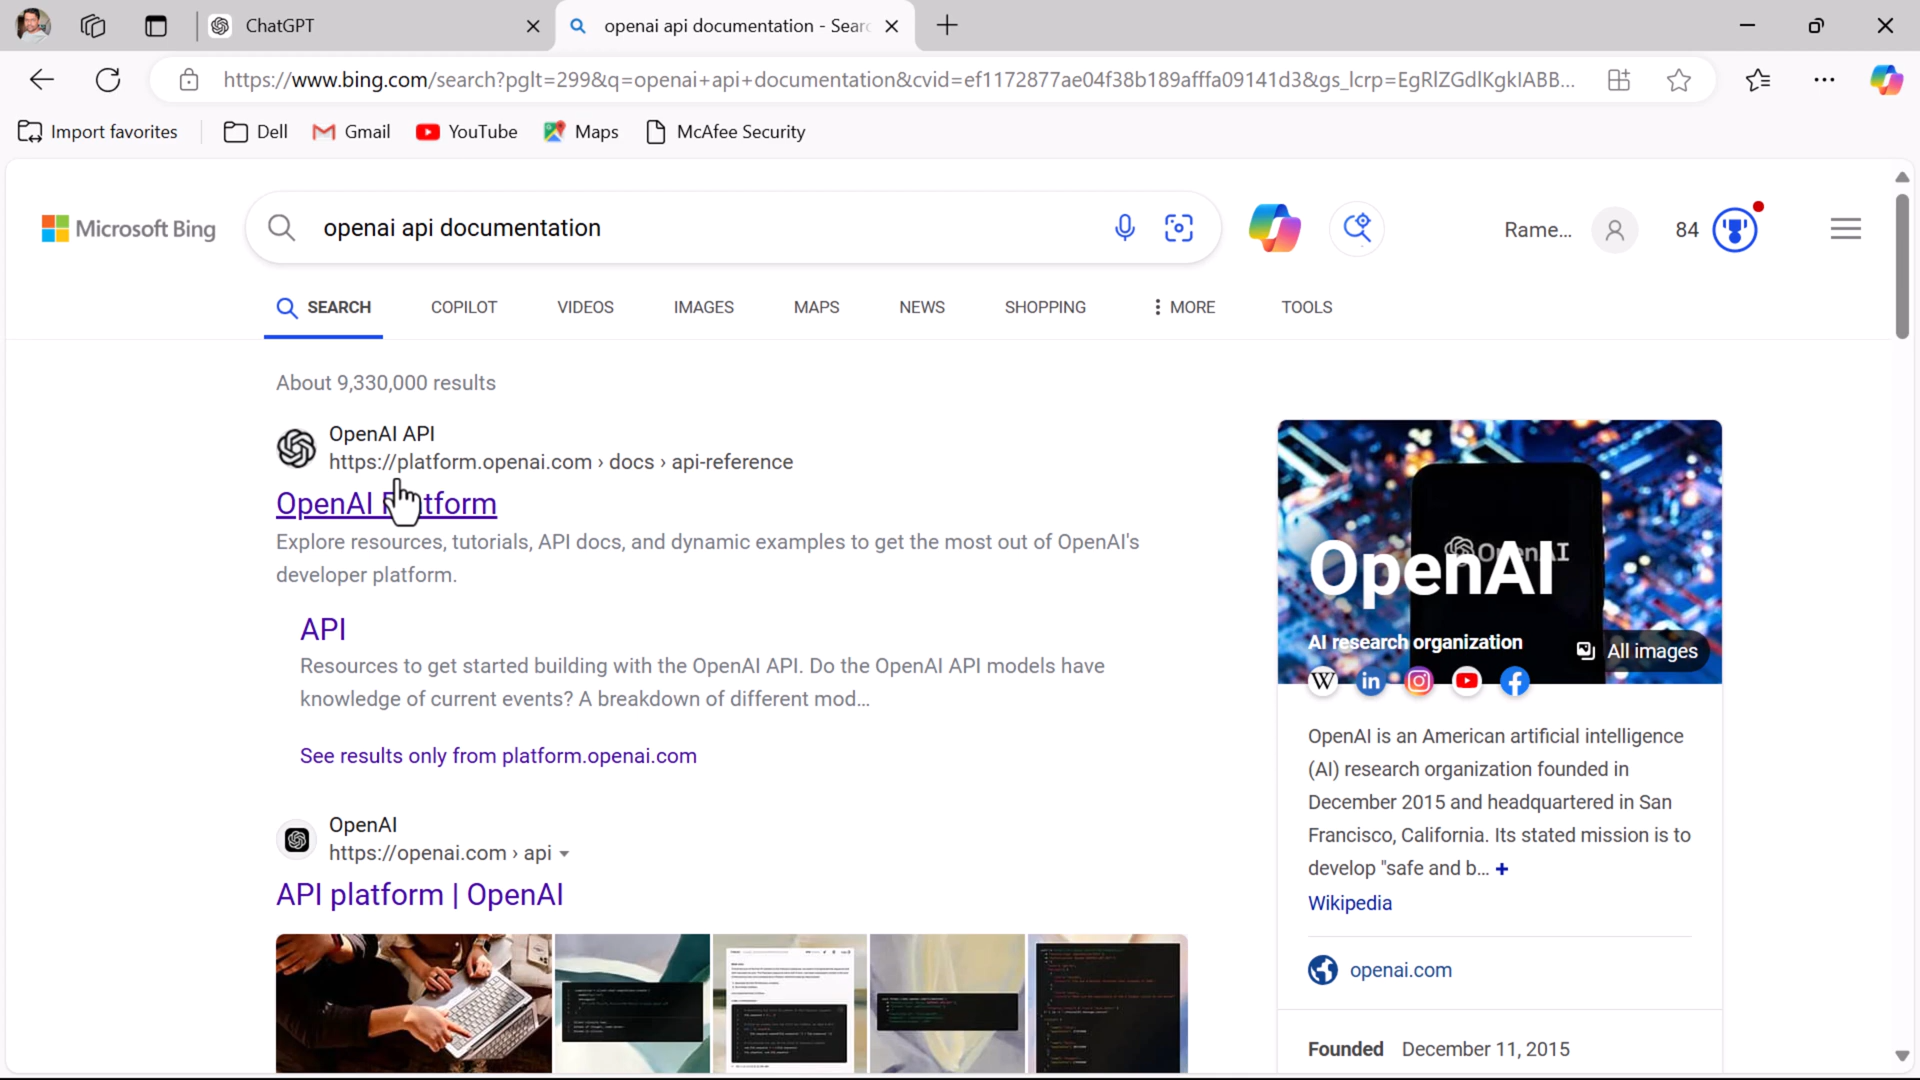 ChatGPT
openai api documentation - Sear
https://www.bing.com/search?pglt=299&q=openai+api+documentation&cvid=ef1172877ae04f38b189afffa09141d3&gs_lcrp=EgRlZGdlKgkIABB...
Import favorites
Dell
Gmail
YouTube
Maps
McAfee Security
Microsoft Bing
openai api documentation
Rame...
84
SEARCH
COPILOT
VIDEOS
IMAGES
MAPS
NEWS
SHOPPING
MORE
TOOLS
About 9,330,000 results
OpenAI API
https://platform.openai.com › docs › api-reference
OpenAI Platform
Explore resources, tutorials, API docs, and dynamic examples to get the most out of OpenAI's
developer platform.
API
Resources to get started building with the OpenAI API. Do the OpenAI API models have
knowledge of current events? A breakdown of different mod...
See results only from platform.openai.com
OpenAI
https://openai.com › api
API platform | OpenAI
OpenAI
OpenAI
AI research organization
All images
OpenAI is an American artificial intelligence
(AI) research organization founded in
December 2015 and headquartered in San
Francisco, California. Its stated mission is to
develop "safe and b... +
Wikipedia
openai.com
Founded December 11, 2015